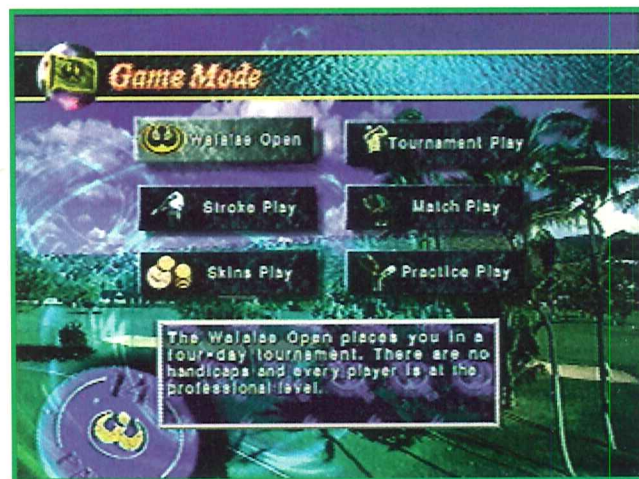 Game Mode
Waialae Open
Tournament Play
Stroke Play
Match Play
Skins Play
Practice Play
The Waialae Open places you in a
four-day tournament. There are no
handicaps and every player is at the
professional level.